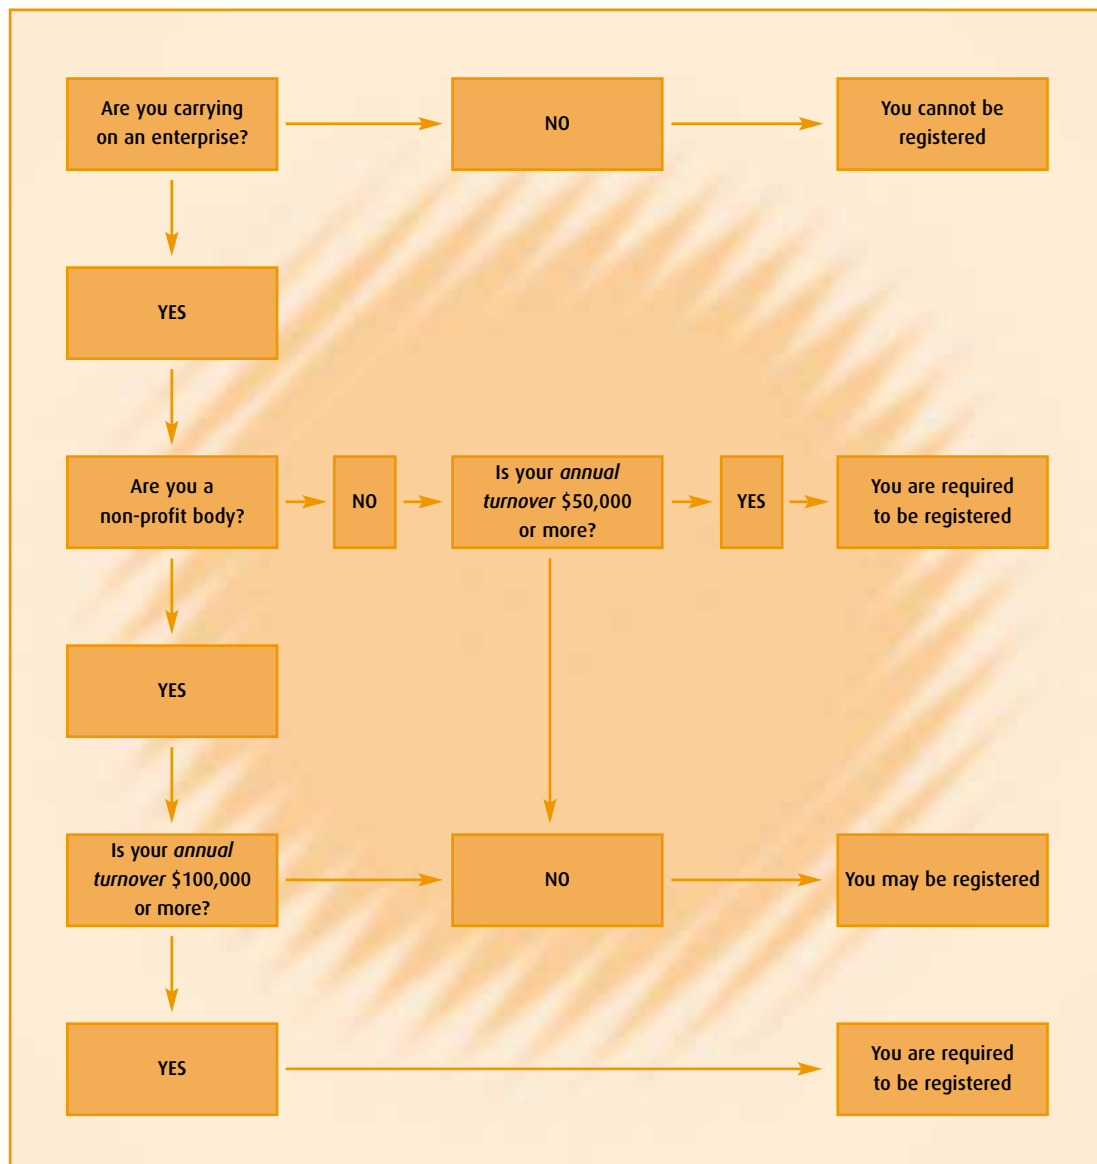 Are you carrying
on an enterprise?
NO
You cannot be
registered
YES
Are you a
non-profit body?
NO
Is your annual
turnover $50,000
or more?
YES
You are required
to be registered
YES
Is your annual
turnover $100,000
or more?
NO
You may be registered
YES
You are required
to be registered